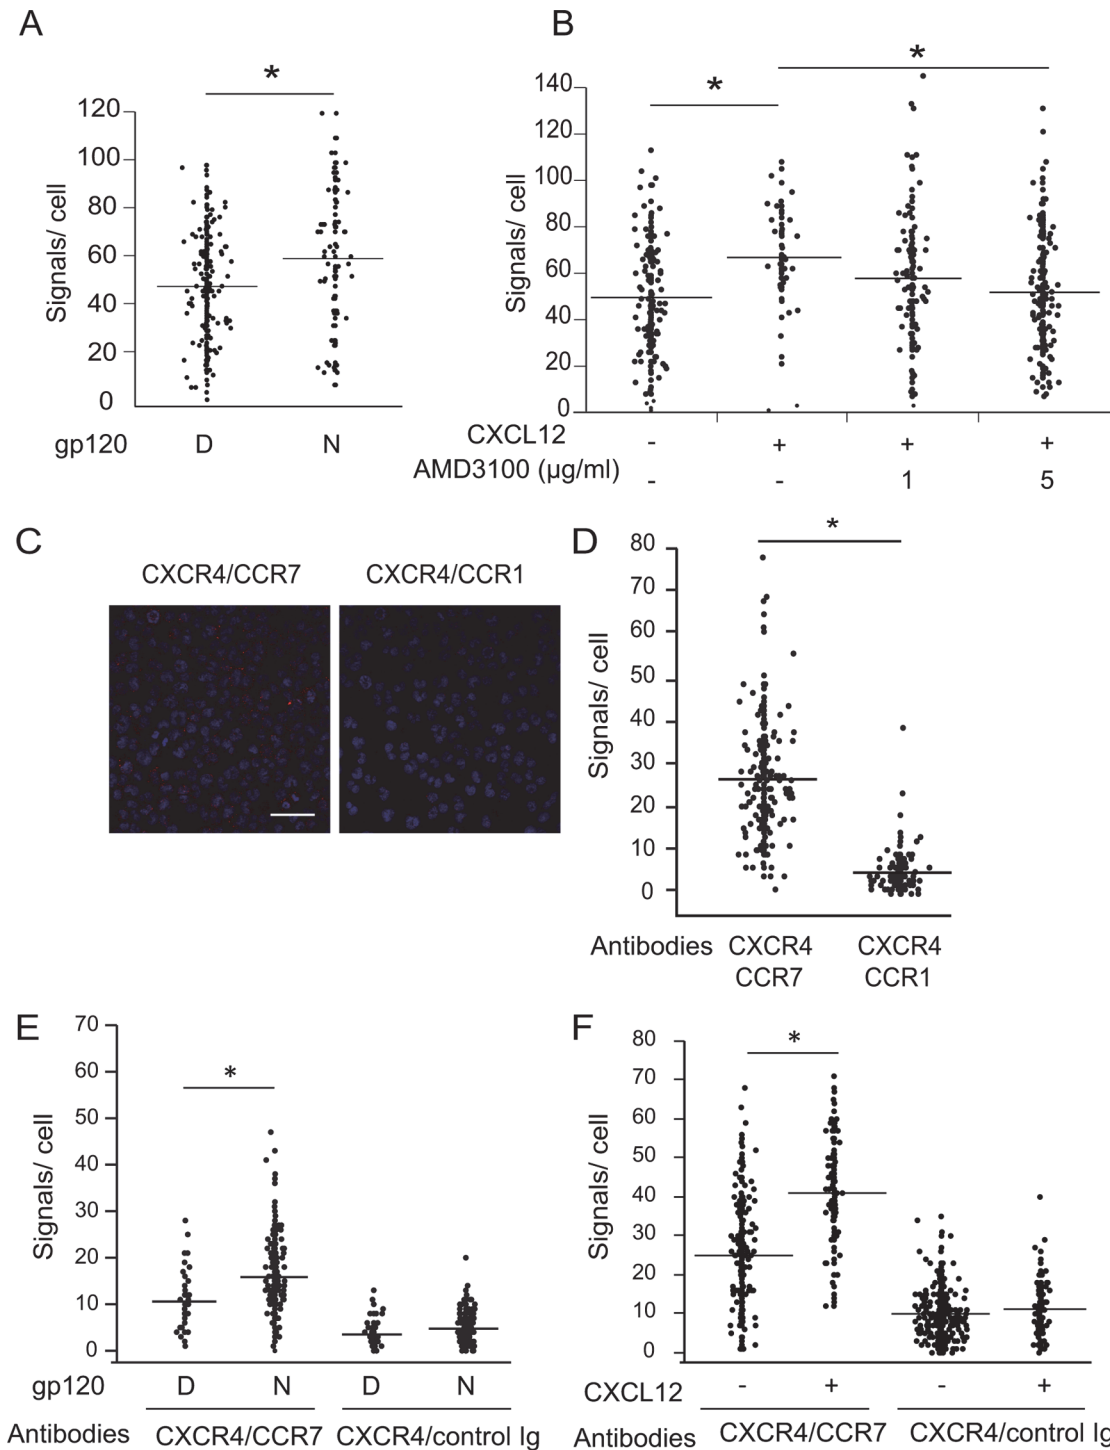 A
*
120
100
80
60
40
20
0
Signals/ cell
gp120 D N
B
*
*
140
120
140
120
100
80
60
40
20
0
Signals/ cell
CXCL12 - + + +
AMD3100 (µg/ml) - - 1 5
C
CXCR4/CCR7 CXCR4/CCR1
D
*
80
70
60
50
40
30
20
10
0
Signals/ cell
Antibodies CXCR4 CXCR4
CCR7 CCR1
E
*
70
60
50
40
30
20
10
0
Signals/ cell
gp120 D N D N
Antibodies CXCR4/CCR7 CXCR4/control Ig
F
*
80
70
60
50
40
30
20
10
0
Signals/ cell
CXCL12 - + - +
Antibodies CXCR4/CCR7 CXCR4/control Ig